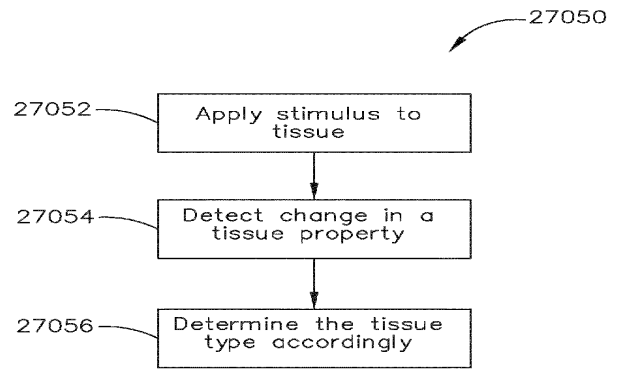 27050
27052
Apply stimulus to
tissue
27054
Detect change in a
tissue property
27056
Determine the tissue
type accordingly